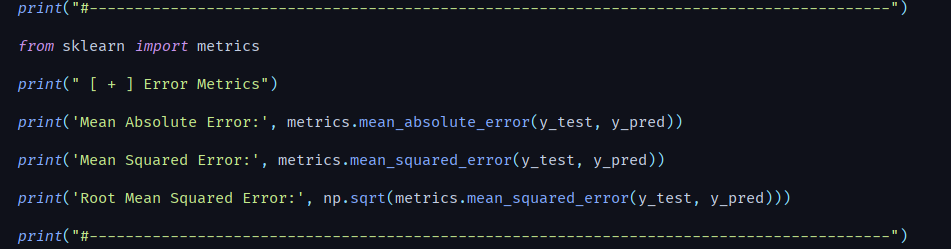 print("#-----------------------------------------------------------------------------------------")
from sklearn import metrics
print(" [ + ] Error Metrics")
print('Mean Absolute Error:', metrics.mean_absolute_error(y_test, y_pred))
print('Mean Squared Error:', metrics.mean_squared_error(y_test, y_pred))
print('Root Mean Squared Error:', np.sqrt(metrics.mean_squared_error(y_test, y_pred)))
print("#-----------------------------------------------------------------------------------------")